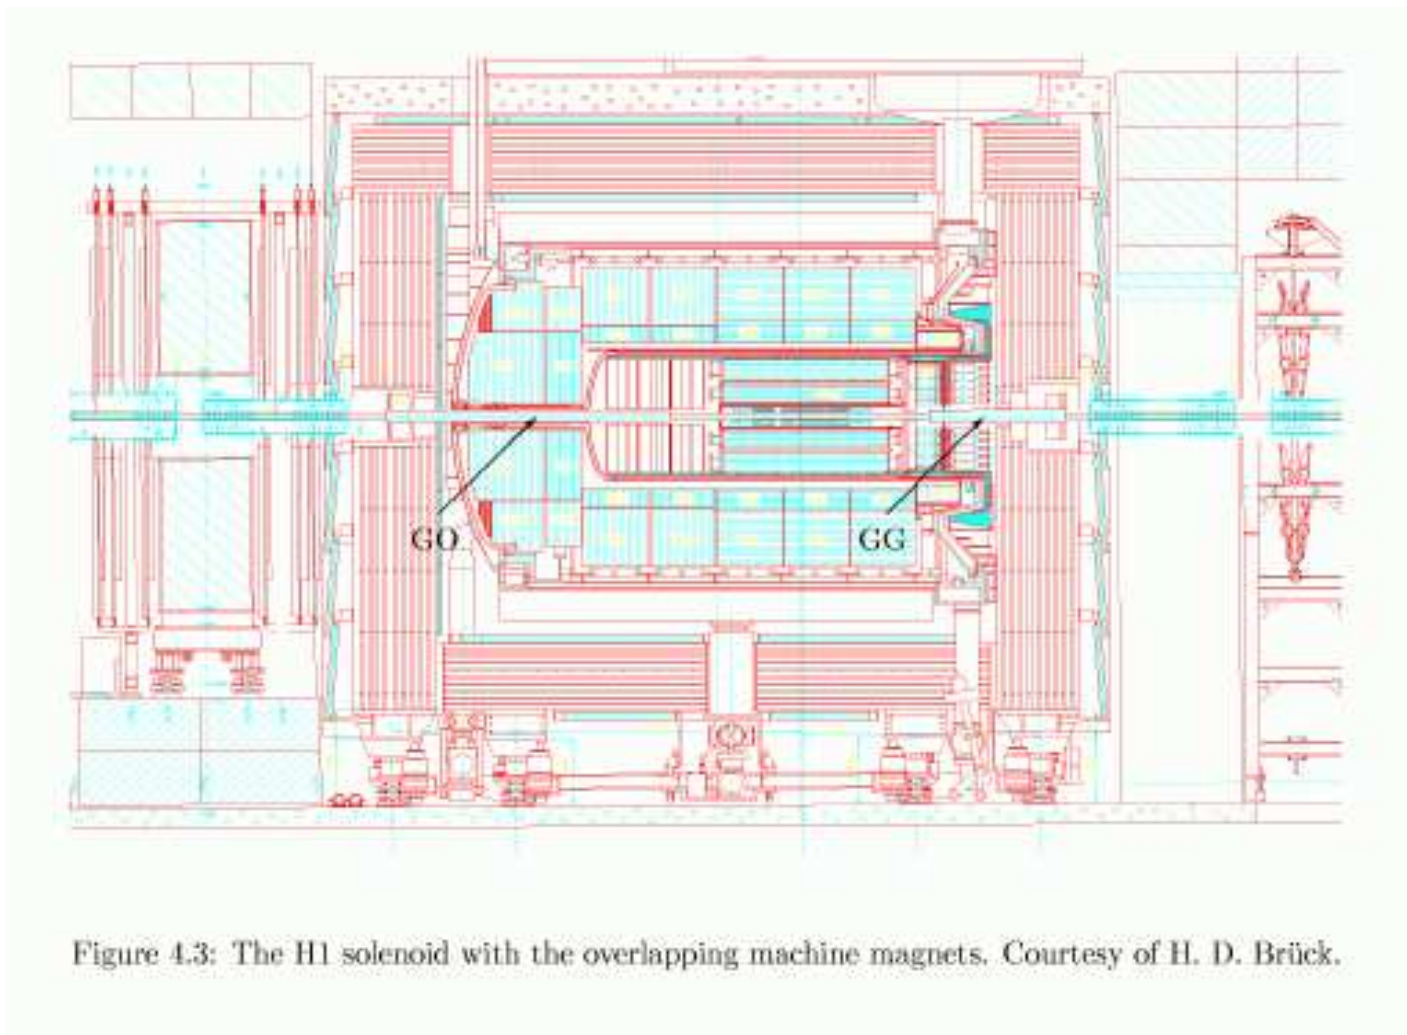 GO
GG
Figure 4.3: The H1 solenoid with the overlapping machine magnets. Courtesy of H. D. Brück.